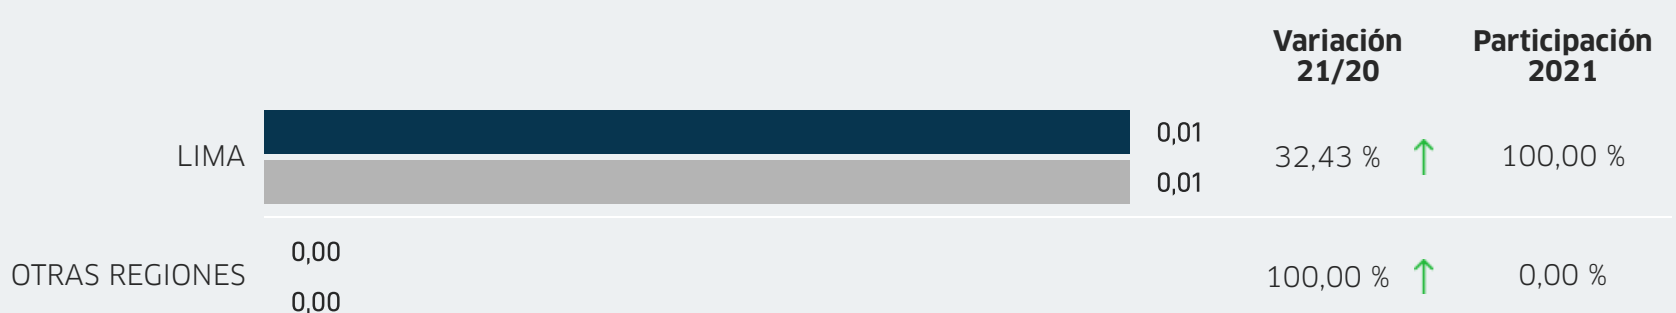 Variación Participación
21/20 2021
0,01
LIMA 32,43 % 100,00 %
0,01
0,00
OTRAS REGIONES 100,00 % 0,00 %
0,00